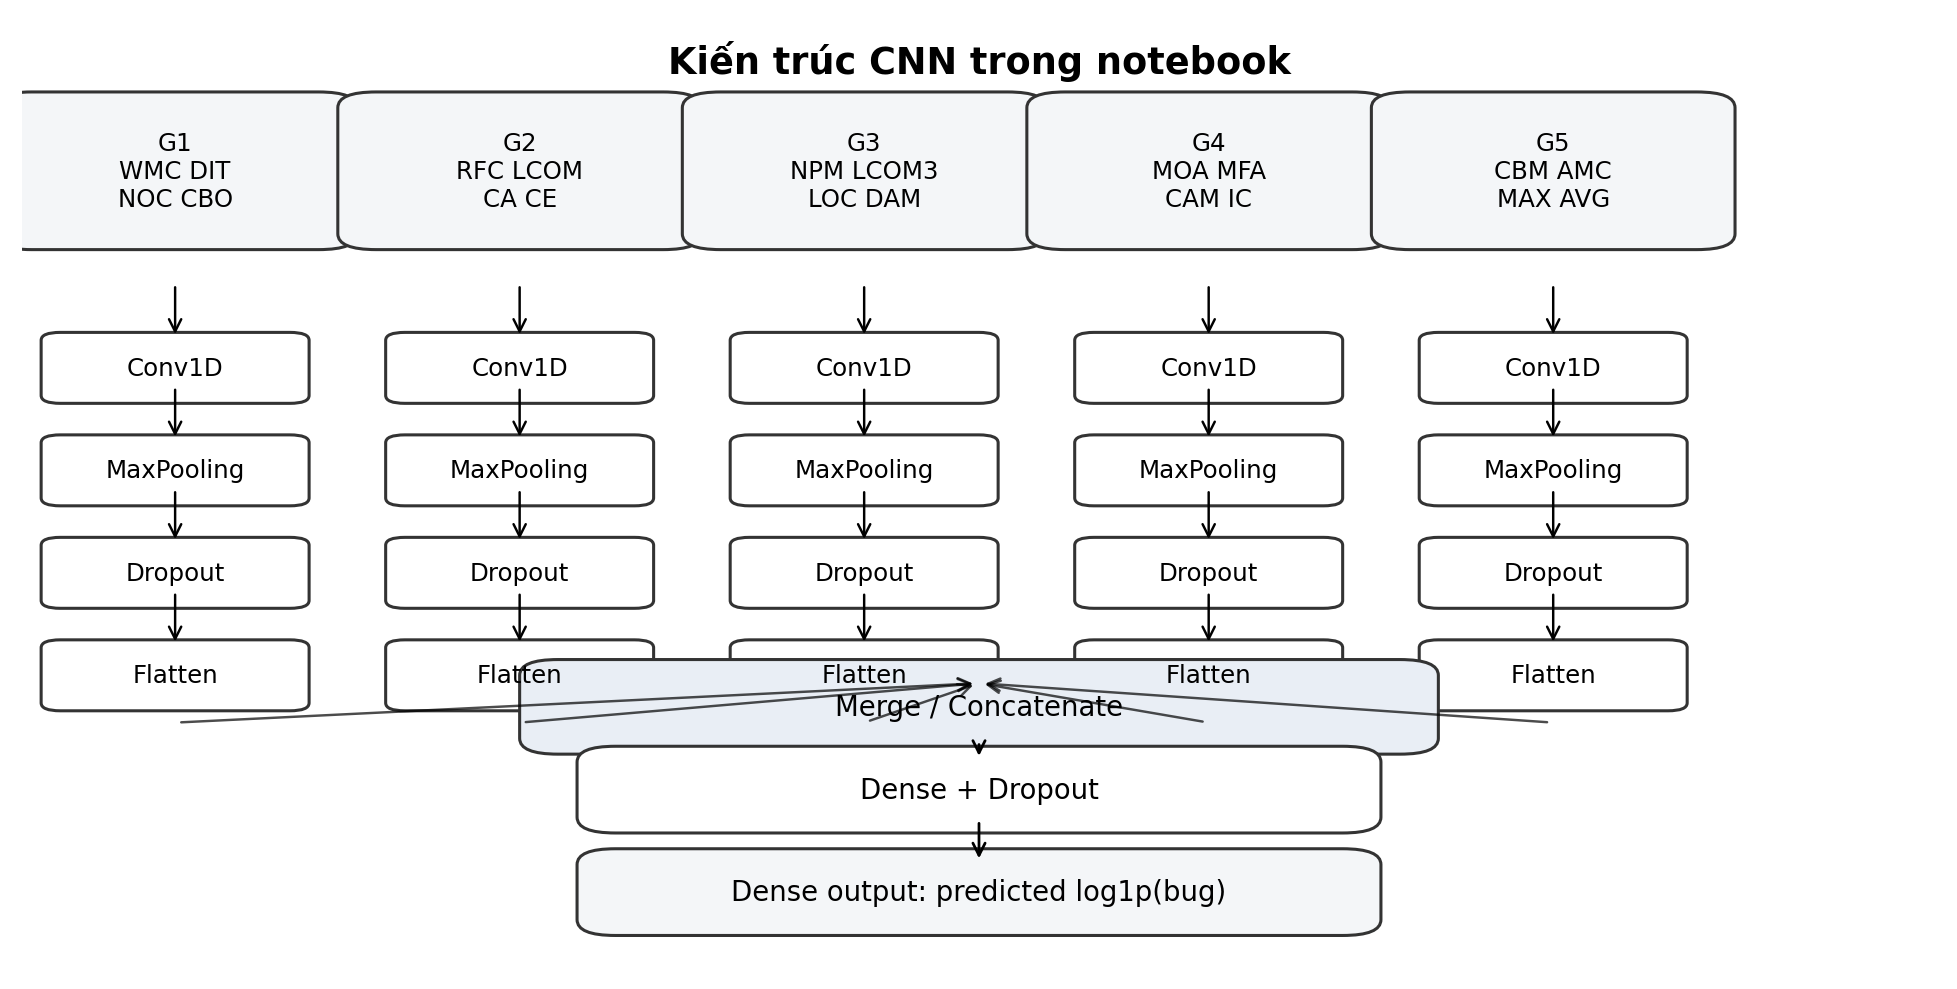 Kiến trúc CNN trong notebook
G1
WMC DIT
NOC CBO
G2
RFC LCOM
CA CE
G3
NPM LCOM3
LOC DAM
G4
MOA MFA
CAM IC
G5
CBM AMC
MAX AVG
Conv1D
Conv1D
Conv1D
Conv1D
Conv1D
MaxPooling
MaxPooling
MaxPooling
MaxPooling
MaxPooling
Dropout
Dropout
Dropout
Dropout
Dropout
Flatten
Flatten
Flatten
Flatten
Flatten
Merge / Concatenate
Dense + Dropout
Dense output: predicted log1p(bug)